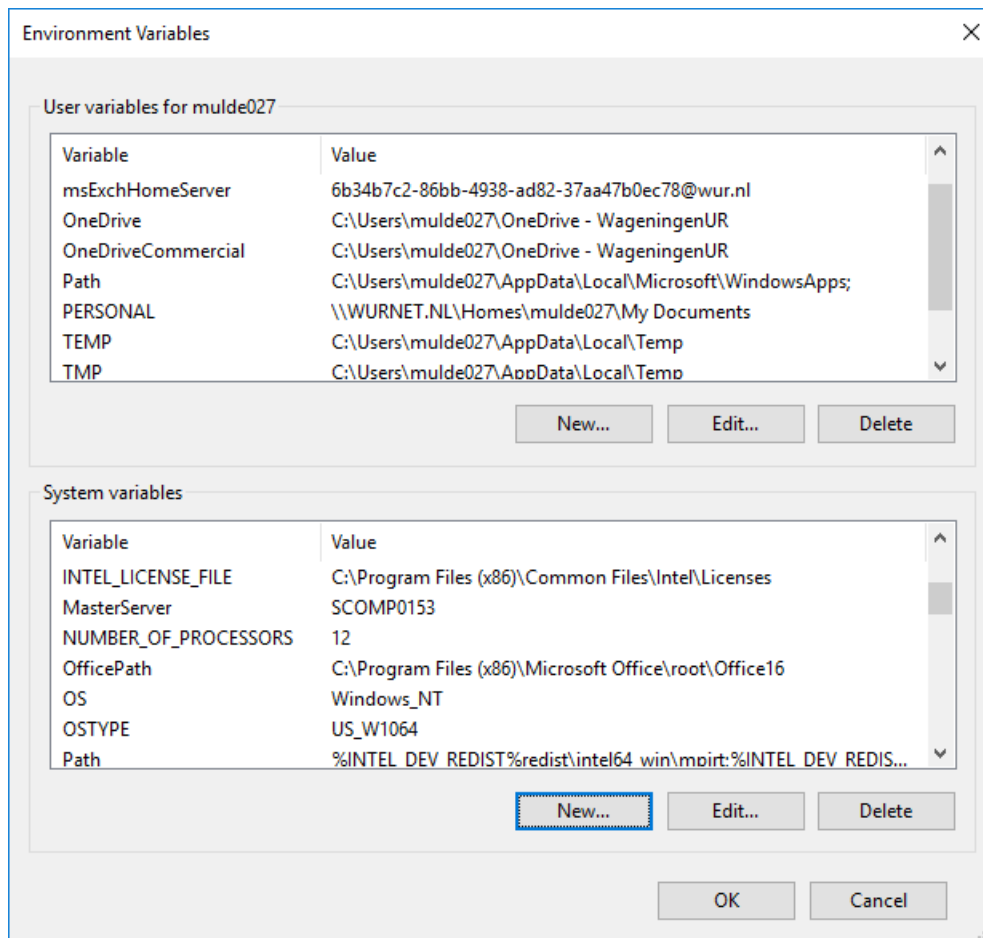 Environment Variables
User variables for mulde027
Variable Value
msExchHomeServer 6b34b7c2-86bb-4938-ad82-37aa47b0ec78@wur.nl
OneDrive C:\Users\mulde027\OneDrive - WageningenUR
OneDriveCommercial C:\Users\mulde027\OneDrive - WageningenUR
Path C:\Users\mulde027\AppData\Local\Microsoft\WindowsApps;
PERSONAL \\WURNET.NL\Homes\mulde027\My Documents
TEMP C:\Users\mulde027\AppData\Local\Temp
TMP C:\Users\mulde027\AppData\Local\Temp
New... Edit... Delete
System variables
Variable Value
INTEL_LICENSE_FILE C:\Program Files (x86)\Common Files\Intel\Licenses
MasterServer SCOMP0153
NUMBER_OF_PROCESSORS 12
OfficePath C:\Program Files (x86)\Microsoft Office\root\Office16
OS Windows_NT
OSTYPE US_W1064
Path %INTEL_DEV_REDIST%redist\intel64_win\mpirt;%INTEL_DEV_REDIS...
New... Edit... Delete
OK Cancel